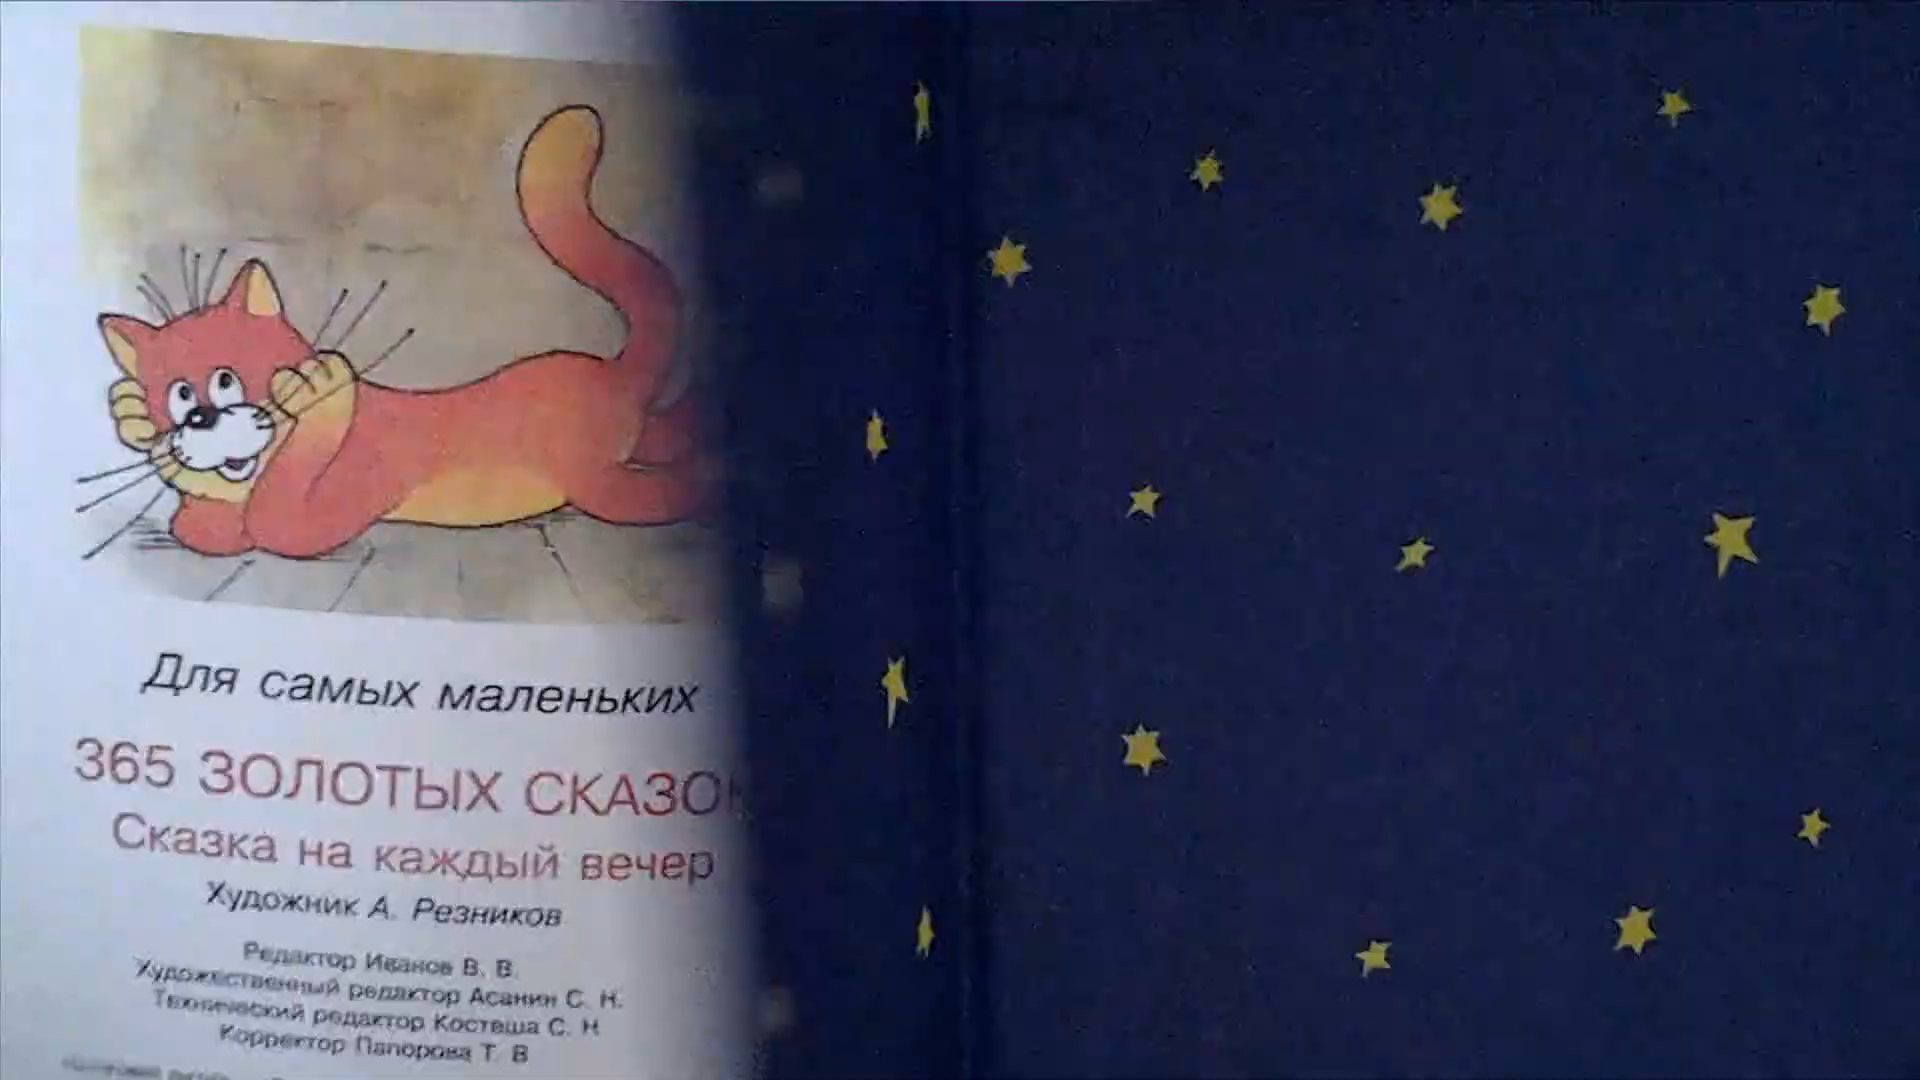 Для самых маленьких
365 ЗОЛОТЫХ СКАЗО
Сказка на каждый вечер
Художник А. Резников
Редактор Иванов В. В.
Художественный редактор Асанин С. Н.
Технический редактор Костеша С. Н
Корректор Папорова Т. В